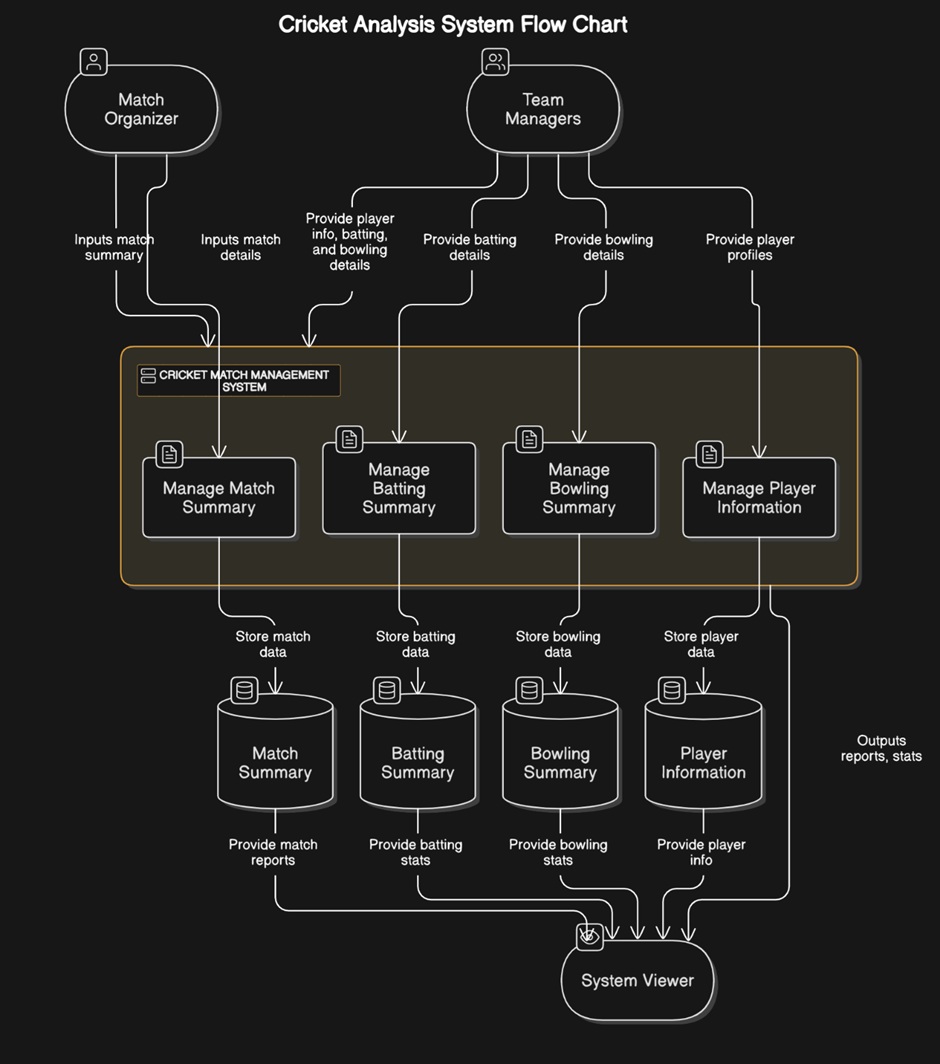 Cricket Analysis System Flow Chart
Match
Organizer
Team
Managers
Inputs match
summary
Inputs match
details
Provide player
info, batting,
and bowling
details
Provide batting
details
Provide bowling
details
Provide player
profiles
CRICKET MATCH MANAGEMENT
SYSTEM
Manage Match
Summary
Manage
Batting
Summary
Manage
Bowling
Summary
Manage Player
Information
Store match
data
Store batting
data
Store bowling
data
Store player
data
Match
Summary
Batting
Summary
Bowling
Summary
Player
Information
Outputs
reports, stats
Provide match
reports
Provide batting
stats
Provide bowling
stats
Provide player
info
System Viewer